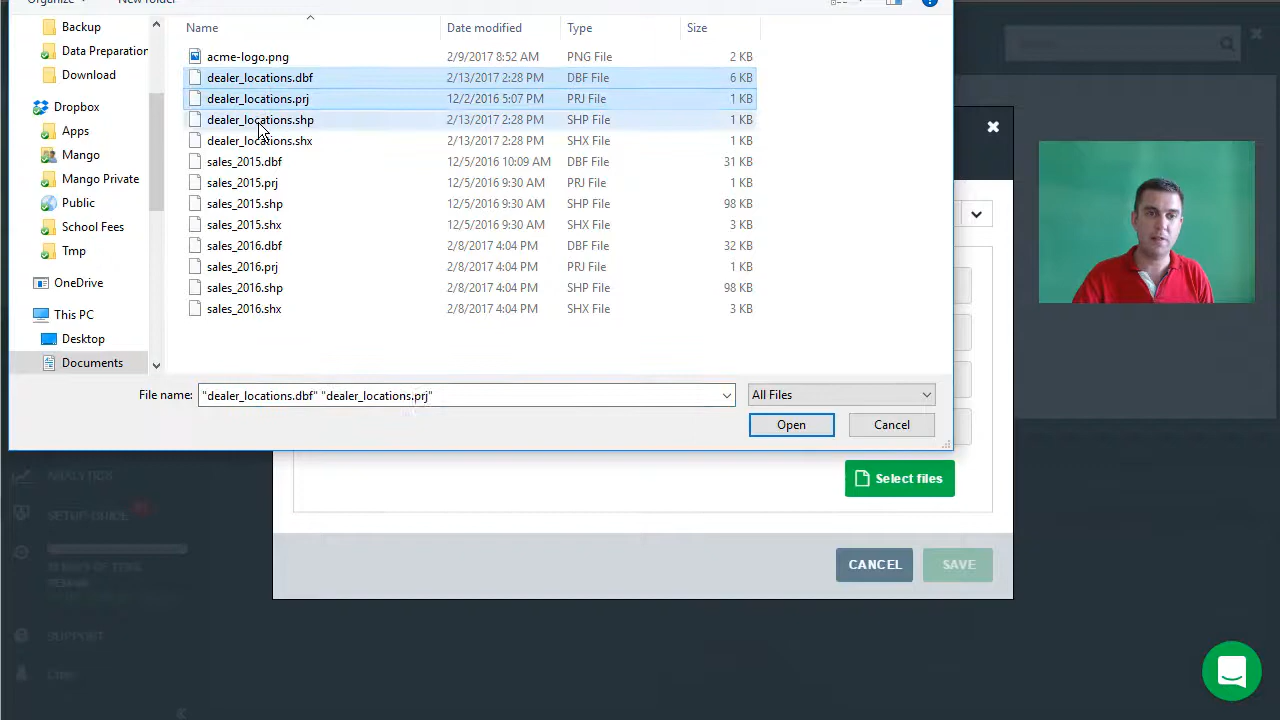 Organize
New folder
Name
Date modified
Type
Size
Backup
Data Preparation
Download
Dropbox
Apps
Mango
Mango Private
Public
School Fees
Tmp
OneDrive
This PC
Desktop
Documents
acme-logo.png 2/9/2017 8:52 AM PNG File 2 KB
dealer_locations.dbf 2/13/2017 2:28 PM DBF File 6 KB
dealer_locations.prj 12/2/2016 5:07 PM PRJ File 1 KB
dealer_locations.shp 2/13/2017 2:28 PM SHP File 1 KB
dealer_locations.shx 2/13/2017 2:28 PM SHX File 1 KB
sales_2015.dbf 12/5/2016 10:09 AM DBF File 31 KB
sales_2015.prj 12/5/2016 9:30 AM PRJ File 1 KB
sales_2015.shp 12/5/2016 9:30 AM SHP File 98 KB
sales_2015.shx 12/5/2016 9:30 AM SHX File 3 KB
sales_2016.dbf 2/8/2017 4:04 PM DBF File 32 KB
sales_2016.prj 2/8/2017 4:04 PM PRJ File 1 KB
sales_2016.shp 2/8/2017 4:04 PM SHP File 98 KB
sales_2016.shx 2/8/2017 4:04 PM SHX File 3 KB
File name: "dealer_locations.dbf" "dealer_locations.prj"
All Files
Open
Cancel
Select files
CANCEL
SAVE
ANALYTICS
SETUP GUIDE
SUPPORT